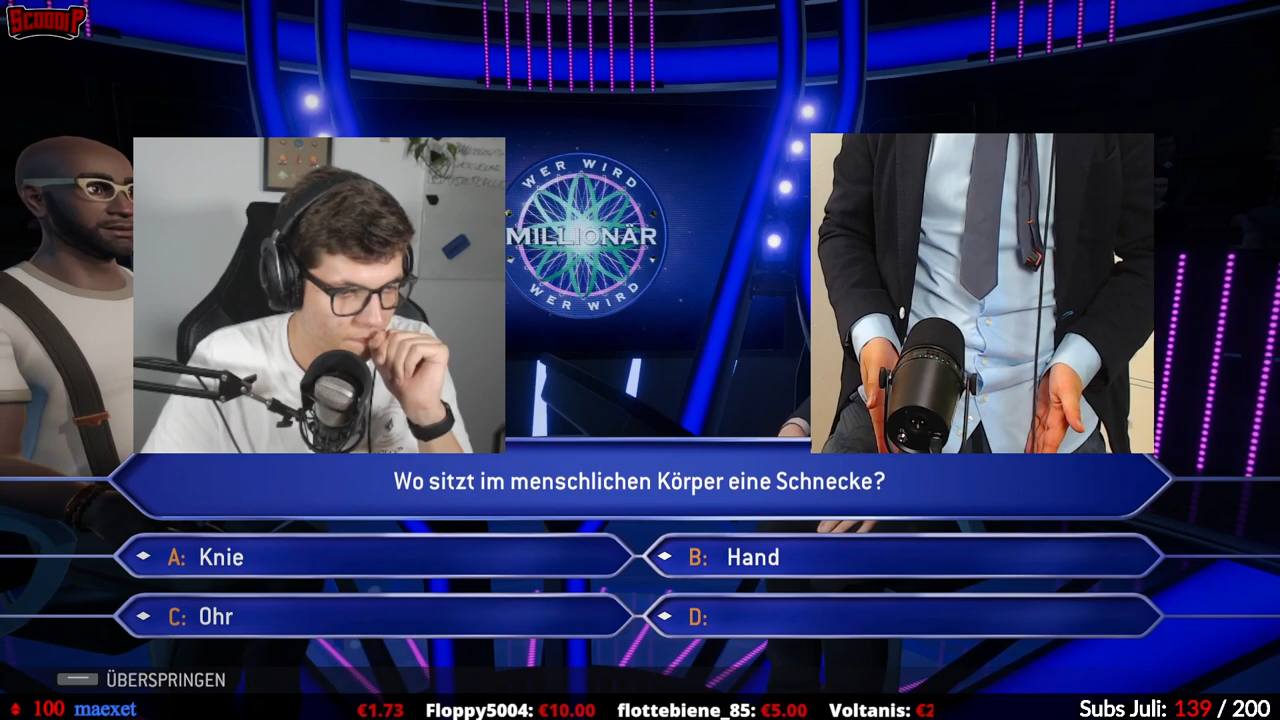 SCOODIP
WER WIRD
MILLIONÄR
WER WIRD
Wo sitzt im menschlichen Körper eine Schnecke?
A: Knie
B: Hand
C: Ohr
D:
ÜBERSPRINGEN
100 maexet
€1.73 Floppy5004: €10.00 flottebiene_85: €5.00 Voltanis: €2
Subs Juli: 139 / 200